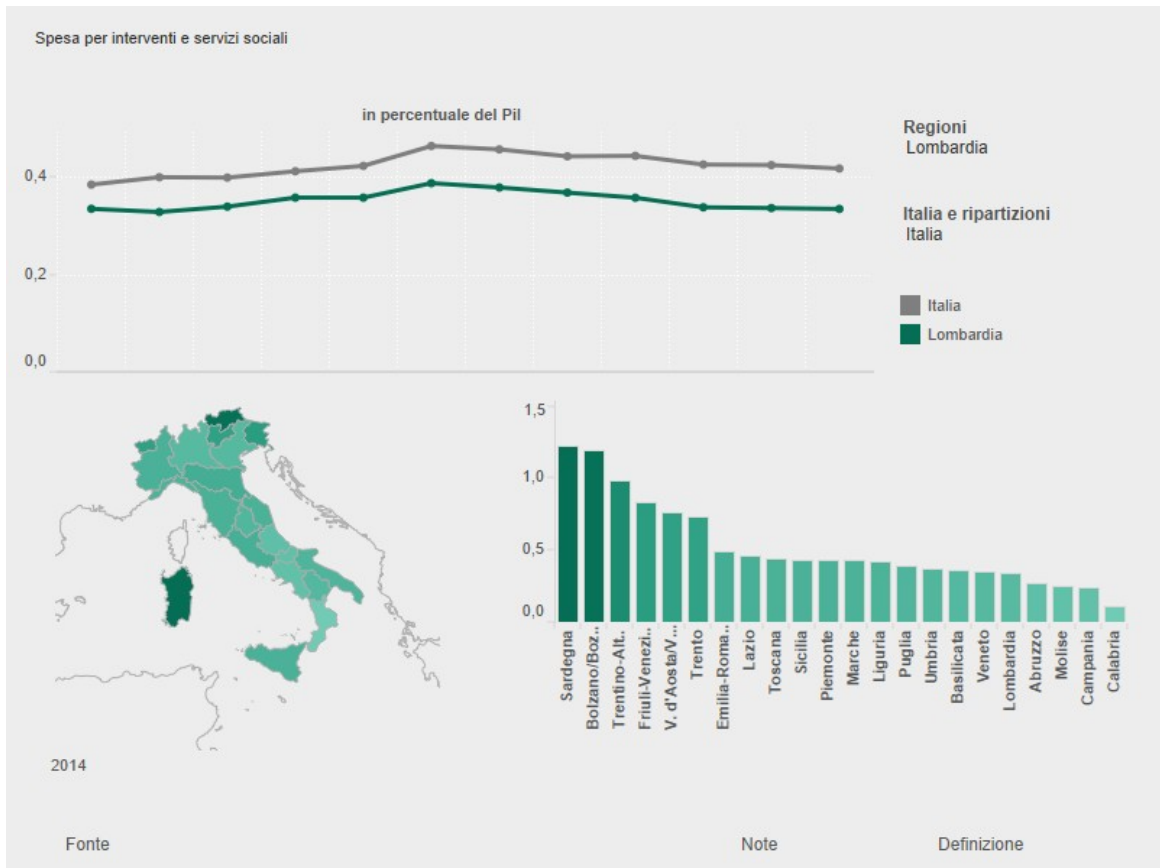 Spesa per interventi e servizi sociali
in percentuale del Pil
Regioni
Lombardia
0,4
Italia e ripartizioni
Italia
0,2
Italia
Lombardia
0,0
1,5
1,0
0,5
0,0
Sardegna
Bolzano/Boz..
Trentino-Alt..
Friuli-Venezi..
V. d'Aosta/V ...
Trento
Emilia-Roma..
Lazio
Toscana
Sicilia
Piemonte
Marche
Liguria
Puglia
Umbria
Basilicata
Veneto
Lombardia
Abruzzo
Molise
Campania
Calabria
2014
Fonte
Note
Definizione